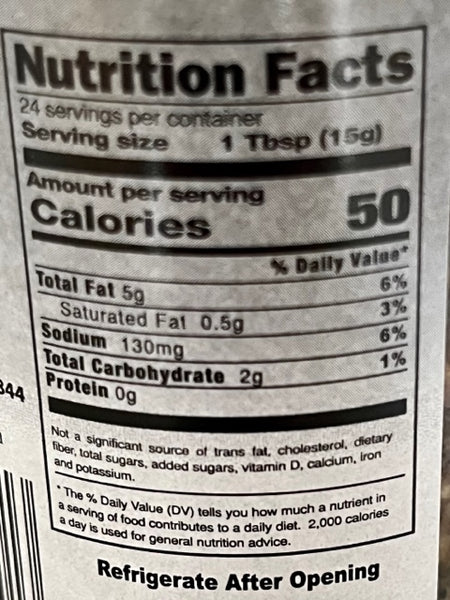 Nutrition Facts
24 servings per container
Serving size 1 Tbsp (15g)
Amount per serving
Calories 50
% Daily Value*
Total Fat 5g 6%
Saturated Fat 0.5g 3%
Sodium 130mg 6%
Total Carbohydrate 2g 1%
Protein 0g
Not a significant source of trans fat, cholesterol, dietary
fiber, total sugars, added sugars, vitamin D, calcium, iron
and potassium.
* The % Daily Value (DV) tells you how much a nutrient in
a serving of food contributes to a daily diet. 2,000 calories
a day is used for general nutrition advice.
Refrigerate After Opening